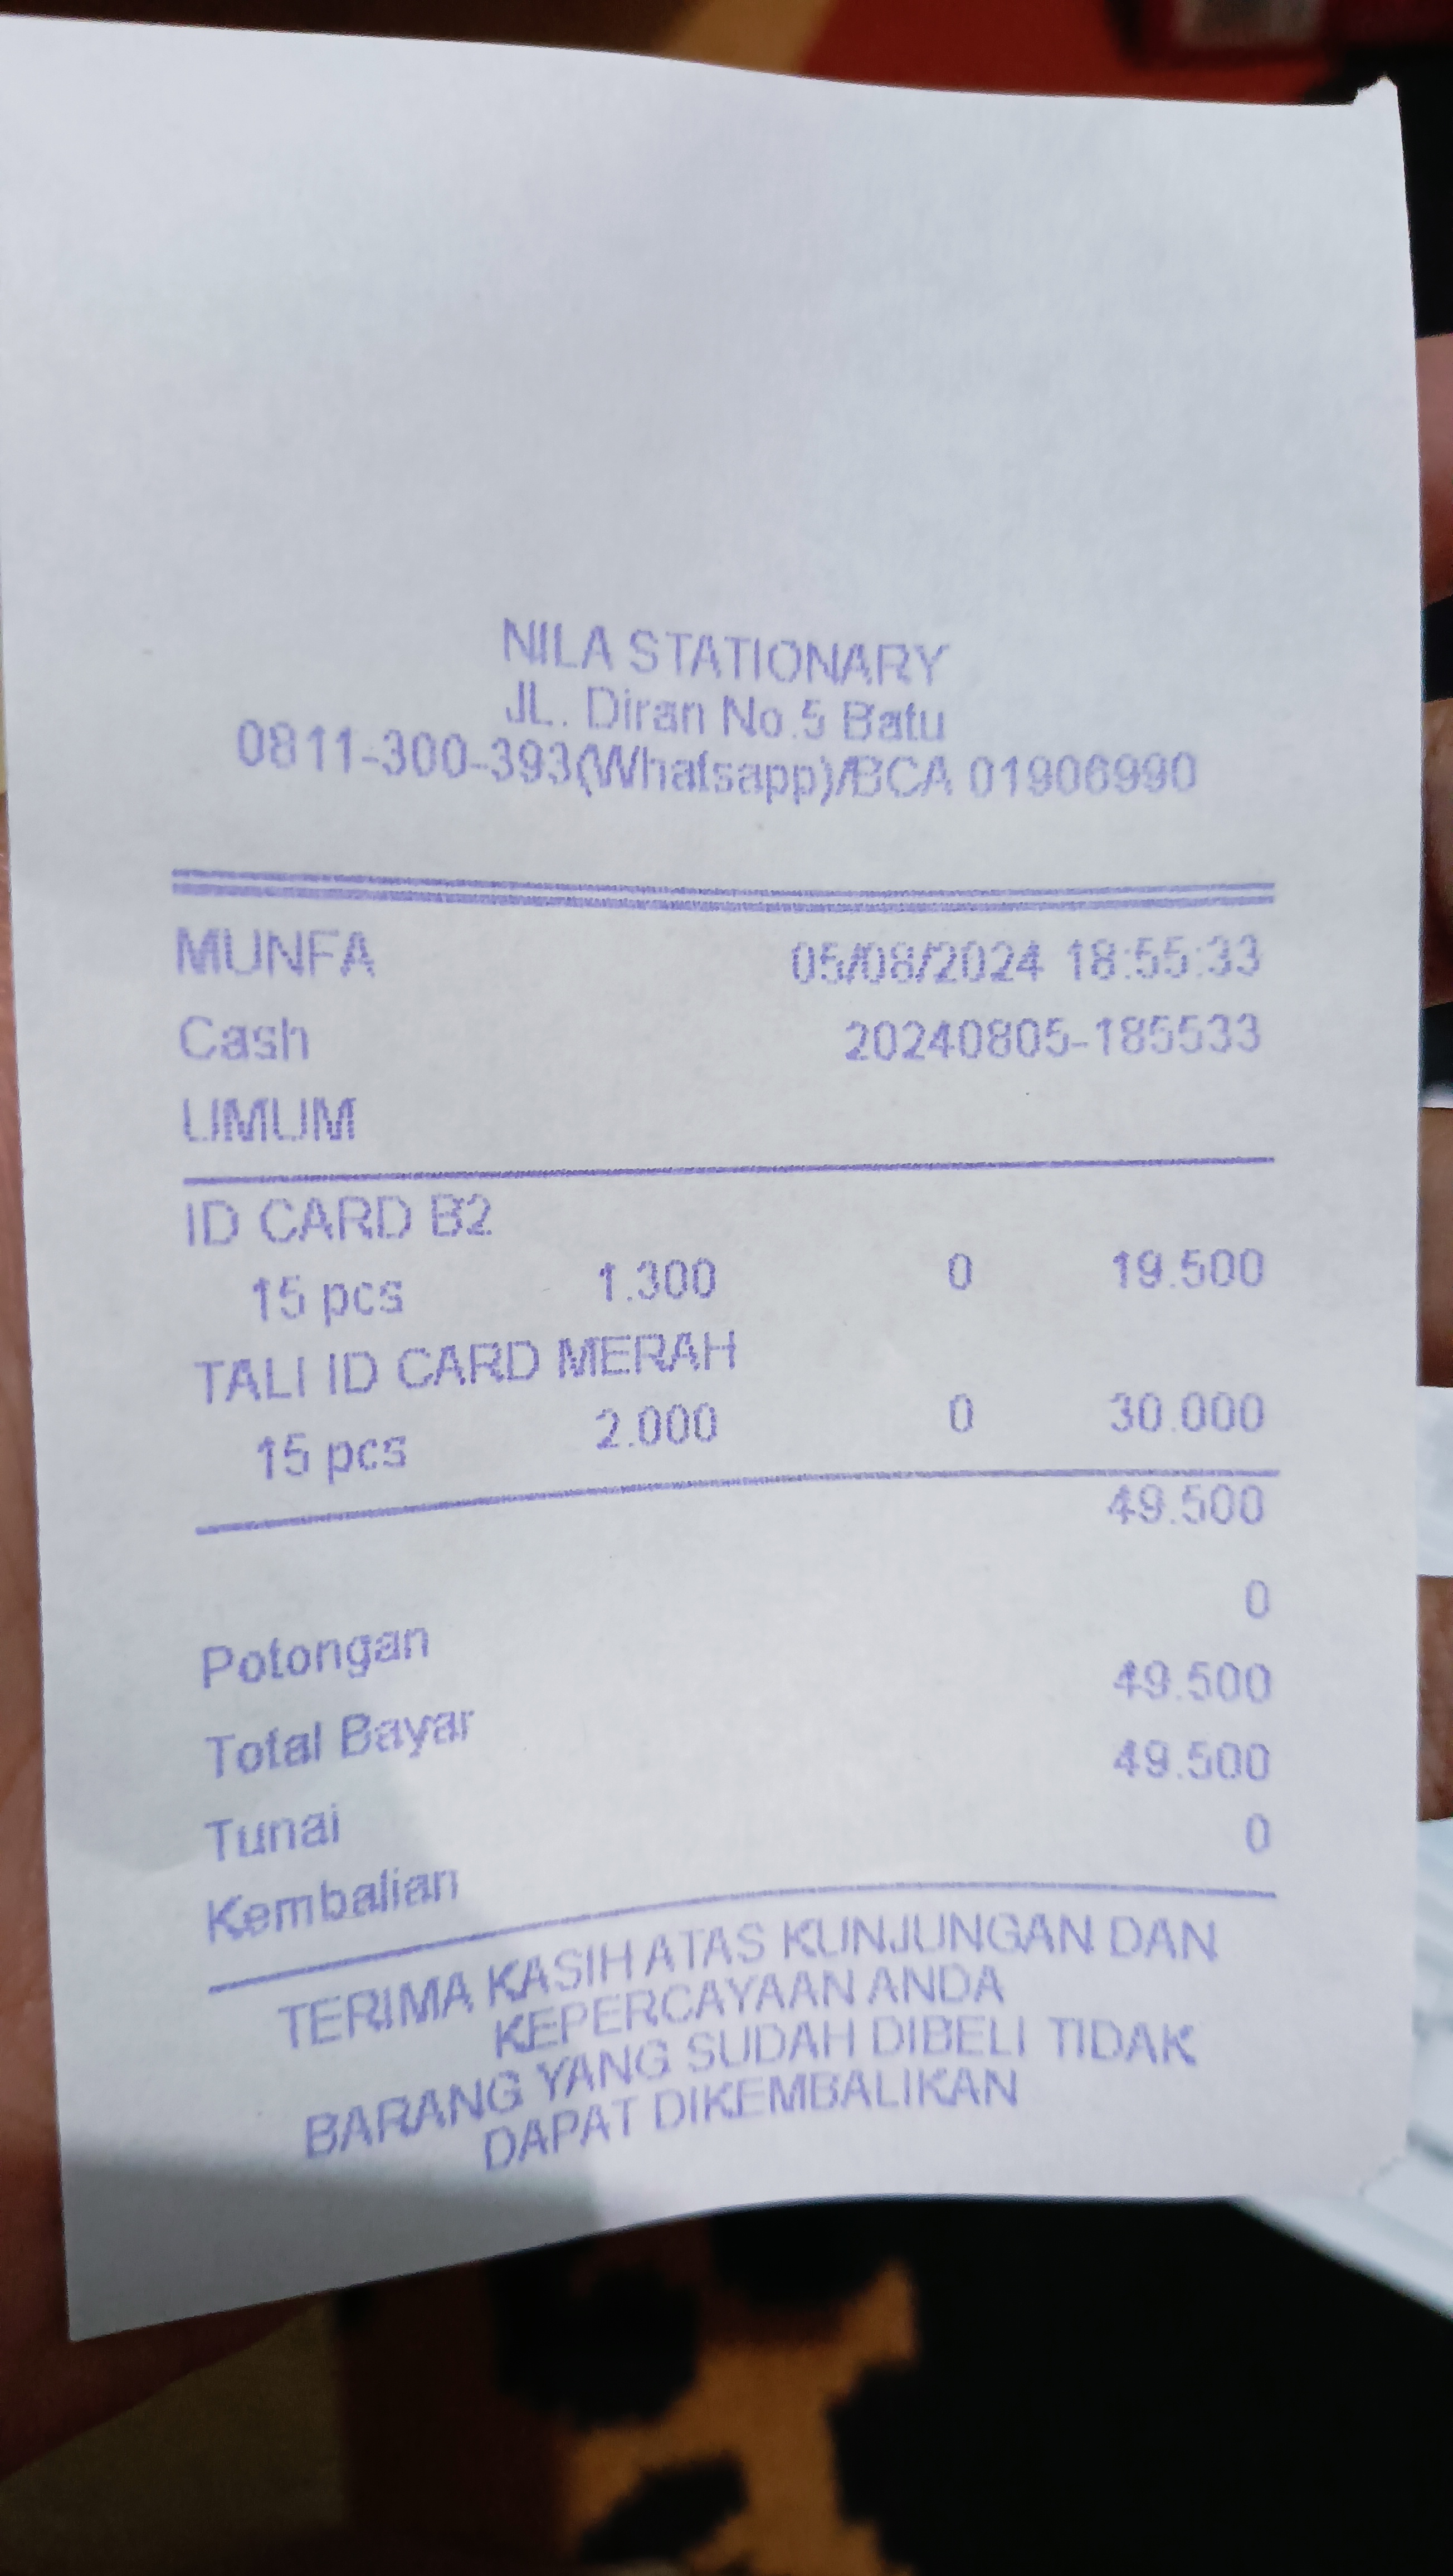 NILA STATIONARY
JL. Diran No.5 Batu
0811-300-393(Whatsapp)/BCA 01906990
MUNFA 05/08/2024 18:55:33
Cash 20240805-185533
UMUM
ID CARD B2
15 pcs 1.300 0 19.500
TALI ID CARD MERAH
15 pcs 2.000 0 30.000
49.500
Potongan 0
Total Bayar 49.500
Tunai 49.500
Kembalian 0
TERIMA KASIH ATAS KUNJUNGAN DAN
KEPERCAYAAN ANDA
BARANG YANG SUDAH DIBELI TIDAK
DAPAT DIKEMBALIKAN